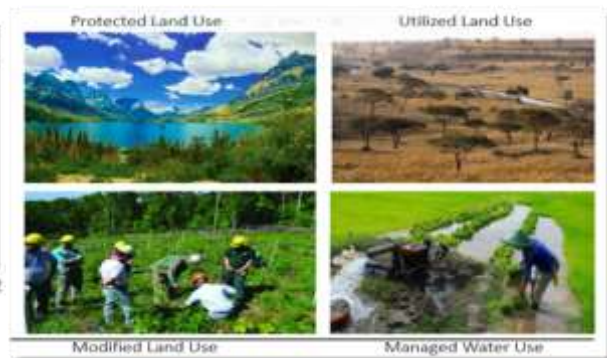 Protected Land Use
Utilized Land Use
Modified Land Use
Managed Water Use